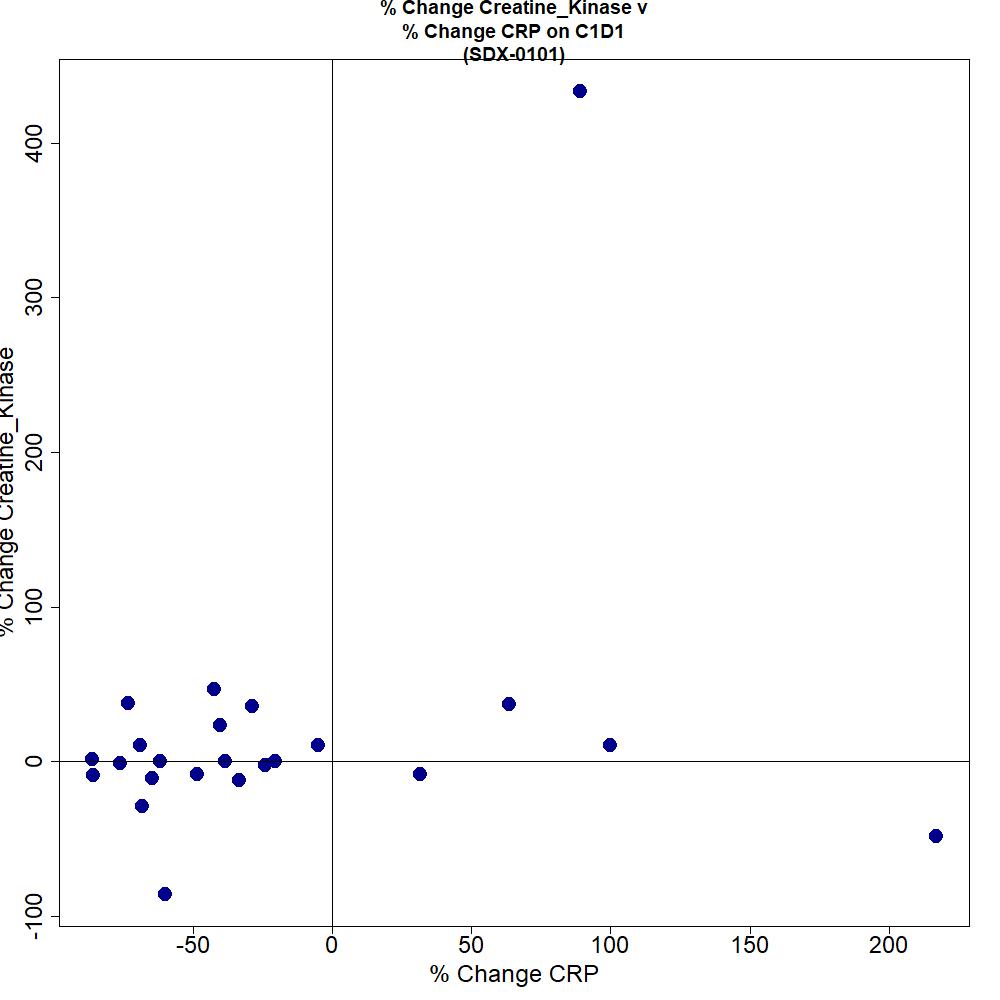 % Change Creatine_Kinase v
% Change CRP on C1D1
(SDX-0101)
% Change Creatine_Kinase
400
300
200
100
0
-100
-50
0
50
100
150
200
% Change CRP